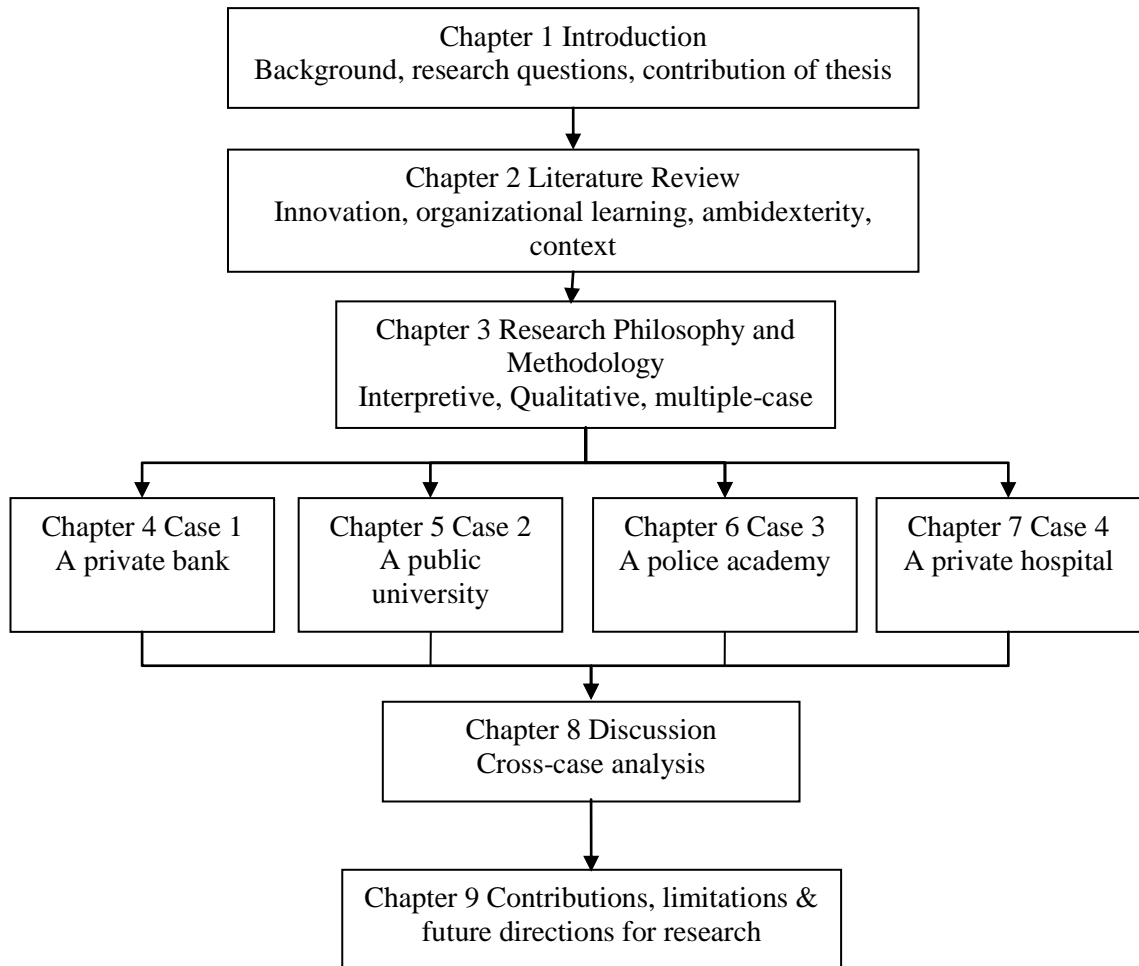 Chapter 1 Introduction
Background, research questions, contribution of thesis
Chapter 2 Literature Review
Innovation, organizational learning, ambidexterity,
context
Chapter 3 Research Philosophy and
Methodology
Interpretive, Qualitative, multiple-case
Chapter 4 Case 1
A private bank
Chapter 5 Case 2
A public
university
Chapter 6 Case 3
A police academy
Chapter 7 Case 4
A private hospital
Chapter 8 Discussion
Cross-case analysis
Chapter 9 Contributions, limitations &
future directions for research